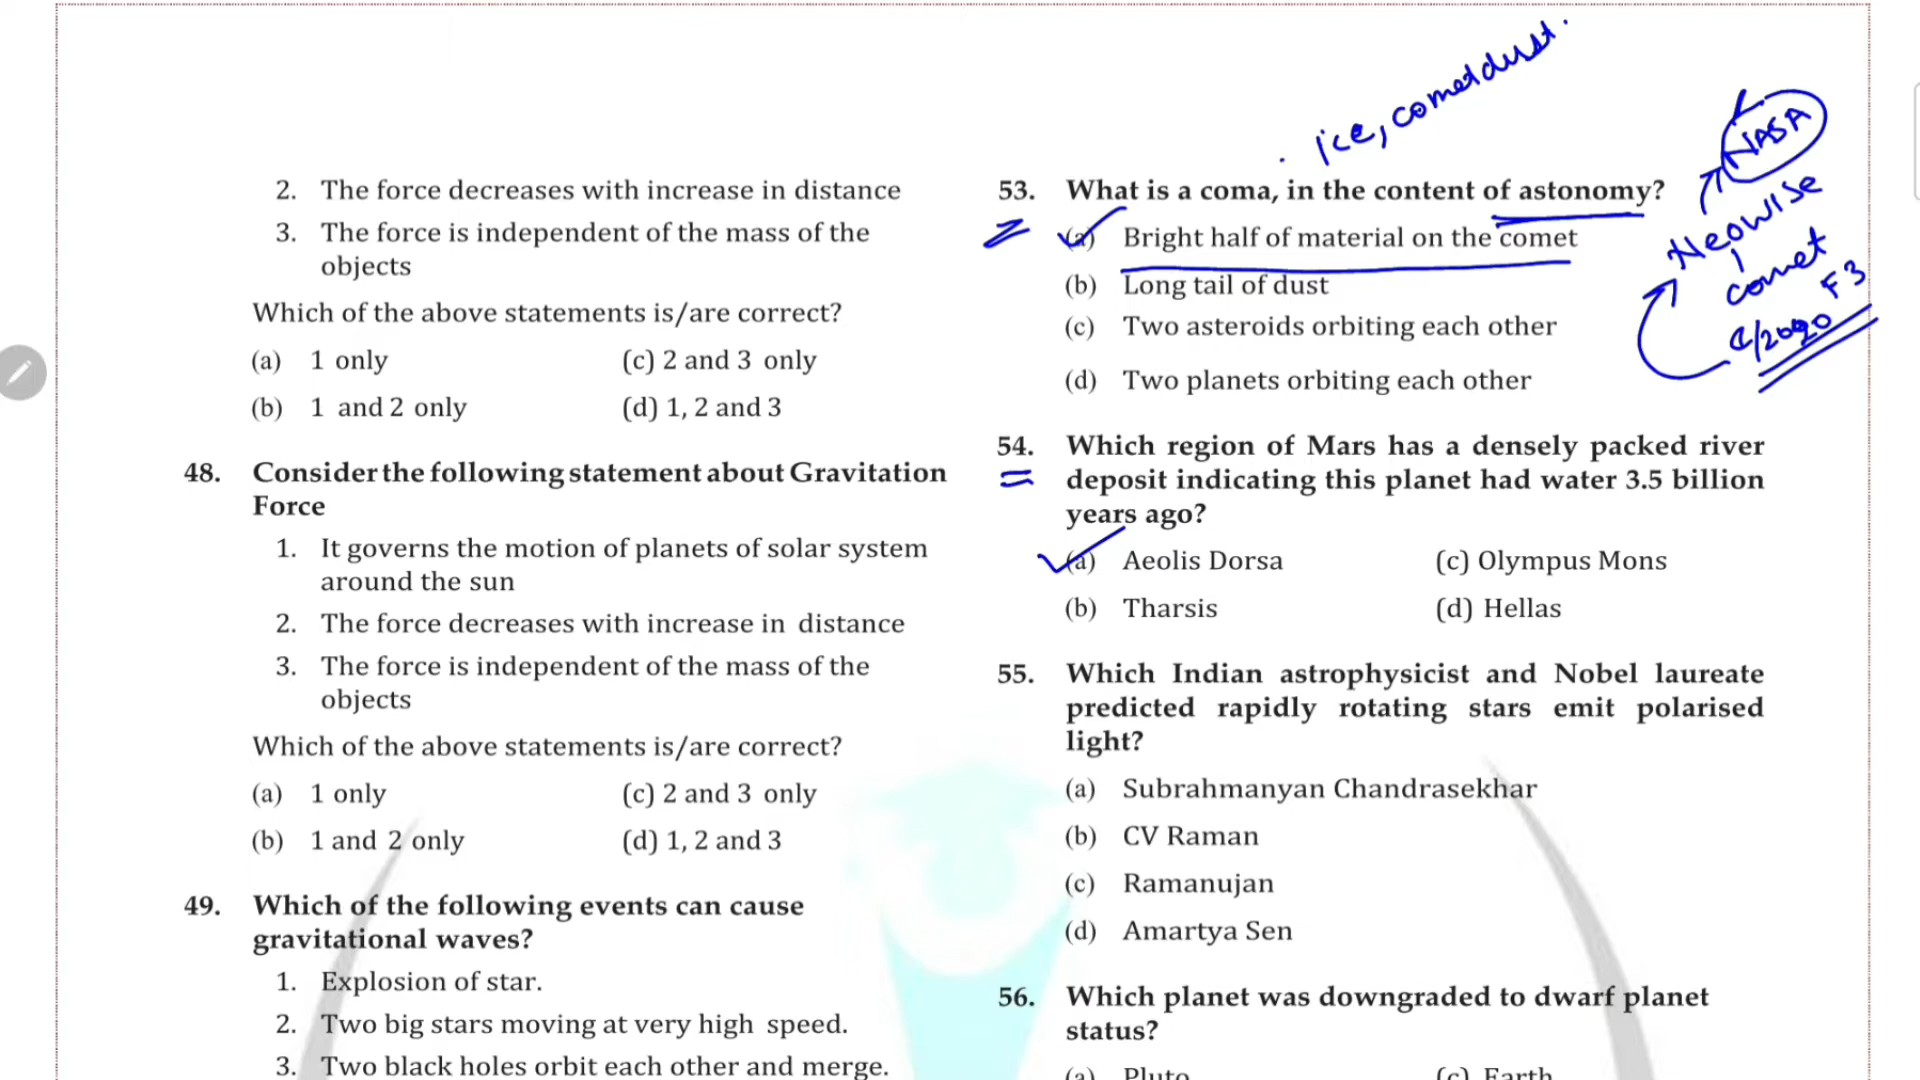 2. The force decreases with increase in distance
3. The force is independent of the mass of the
objects
Which of the above statements is/are correct?
(a) 1 only (c) 2 and 3 only
(b) 1 and 2 only (d) 1, 2 and 3
48. Consider the following statement about Gravitation
Force
1. It governs the motion of planets of solar system
around the sun
2. The force decreases with increase in distance
3. The force is independent of the mass of the
objects
Which of the above statements is/are correct?
(a) 1 only (c) 2 and 3 only
(b) 1 and 2 only (d) 1, 2 and 3
49. Which of the following events can cause
gravitational waves?
1. Explosion of star.
2. Two big stars moving at very high speed.
3. Two black holes orbit each other and merge.
ice, comet dust.
53. What is a coma, in the content of astonomy?
(a) Bright half of material on the comet
(b) Long tail of dust
(c) Two asteroids orbiting each other
(d) Two planets orbiting each other
NASA
Neowise
comet
C/2020 F3
54. Which region of Mars has a densely packed river
deposit indicating this planet had water 3.5 billion
years ago?
(a) Aeolis Dorsa (c) Olympus Mons
(b) Tharsis (d) Hellas
55. Which Indian astrophysicist and Nobel laureate
predicted rapidly rotating stars emit polarised
light?
(a) Subrahmanyan Chandrasekhar
(b) CV Raman
(c) Ramanujan
(d) Amartya Sen
56. Which planet was downgraded to dwarf planet
status?
(a) Pluto (c) Earth